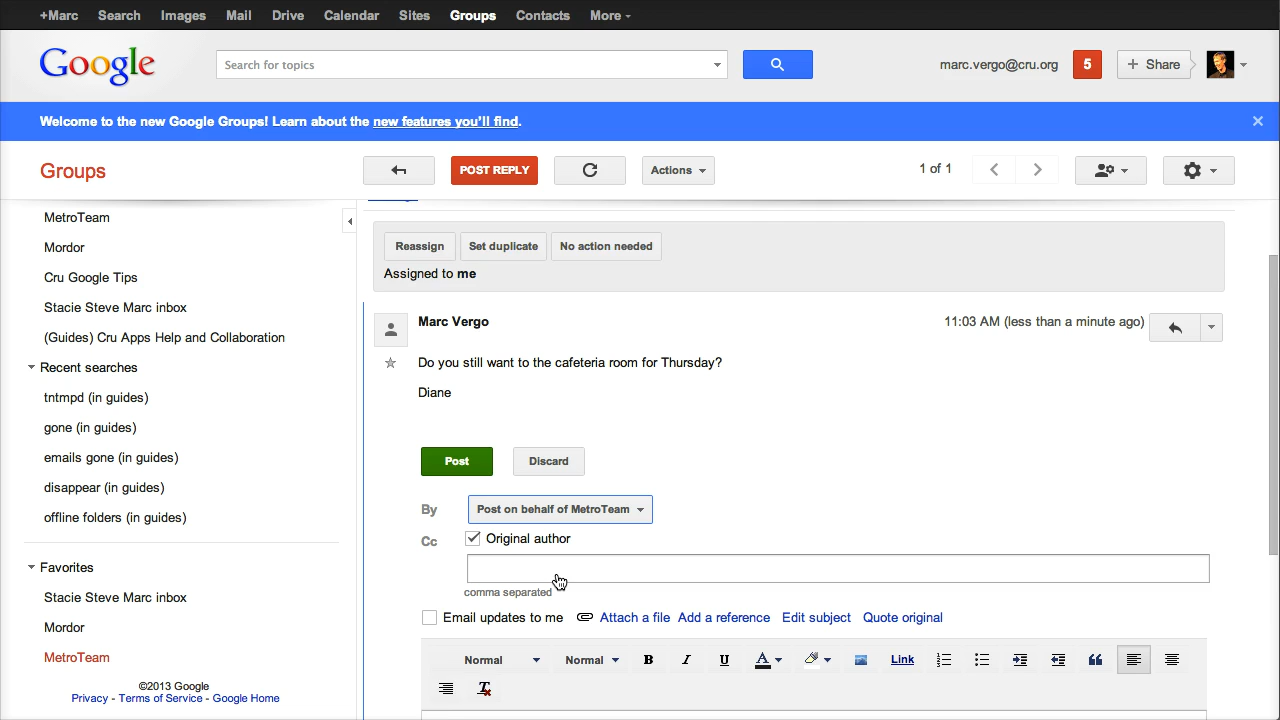 +Marc Search Images Mail Drive Calendar Sites Groups Contacts More
Google
Search for topics
marc.vergo@cru.org
5
+ Share
Welcome to the new Google Groups! Learn about the new features you'll find.
Groups
POST REPLY
Actions
1 of 1
MetroTeam
Mordor
Cru Google Tips
Stacie Steve Marc inbox
(Guides) Cru Apps Help and Collaboration
Recent searches
tntmpd (in guides)
gone (in guides)
emails gone (in guides)
disappear (in guides)
offline folders (in guides)
Favorites
Stacie Steve Marc inbox
Mordor
MetroTeam
©2013 Google
Privacy - Terms of Service - Google Home
Reassign Set duplicate No action needed
Assigned to me
Marc Vergo
11:03 AM (less than a minute ago)
Do you still want to the cafeteria room for Thursday?
Diane
Post Discard
By Post on behalf of MetroTeam
Cc Original author
comma separated
Email updates to me Attach a file Add a reference Edit subject Quote original
Normal Normal B I U A Link